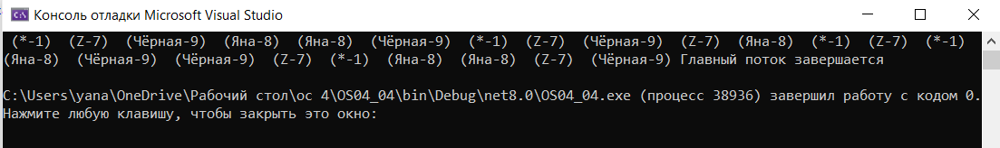 Консоль отладки Microsoft Visual Studio
(*-1) (Z-7) (Чёрная-9) (Яна-8) (Яна-8) (Чёрная-9) (*-1) (Z-7) (Чёрная-9) (Z-7) (Яна-8) (*-1) (Z-7) (*-1)
(Яна-8) (Чёрная-9) (Чёрная-9) (Z-7) (*-1) (Яна-8) (Яна-8) (Z-7) (Чёрная-9) Главный поток завершается
C:\Users\yana\OneDrive\Рабочий стол\ос 4\OS04_04\bin\Debug\net8.0\OS04_04.exe (процесс 38936) завершил работу с кодом 0.
Нажмите любую клавишу, чтобы закрыть это окно: